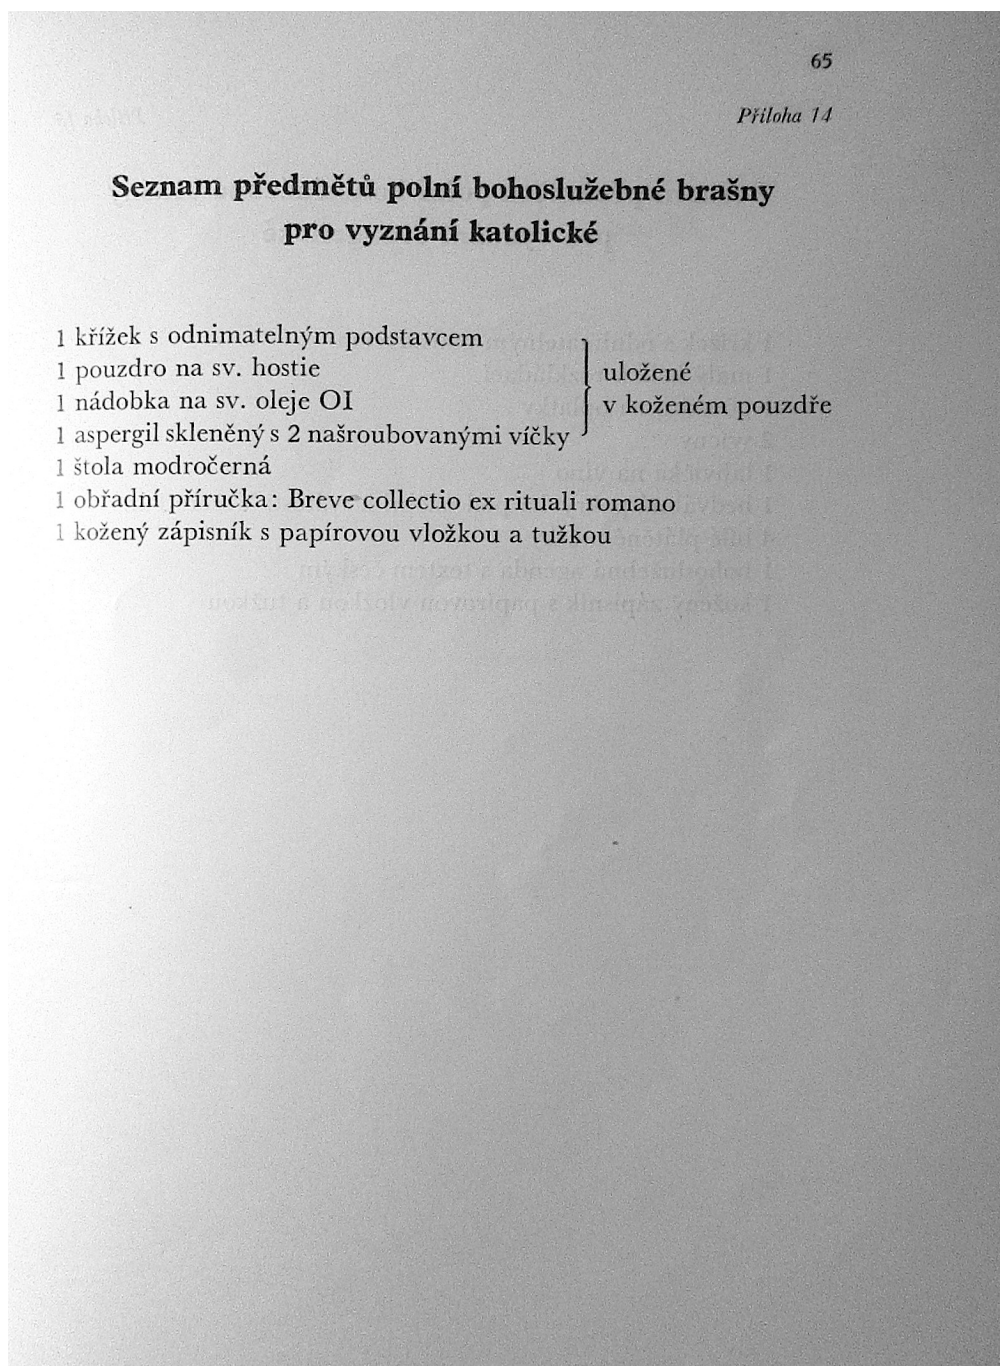 65
Příloha 14
Seznam předmětů polní bohoslužebné brašny
pro vyznání katolické
1 křížek s odnimatelným podstavcem
1 pouzdro na sv. hostie
1 nádobka na sv. oleje OI
1 aspergil skleněný s 2 našroubovanými víčky
uložené
v koženém pouzdře
1 štola modročerná
1 obřadní příručka: Breve collectio ex rituali romano
1 kožený zápisník s papírovou vložkou a tužkou